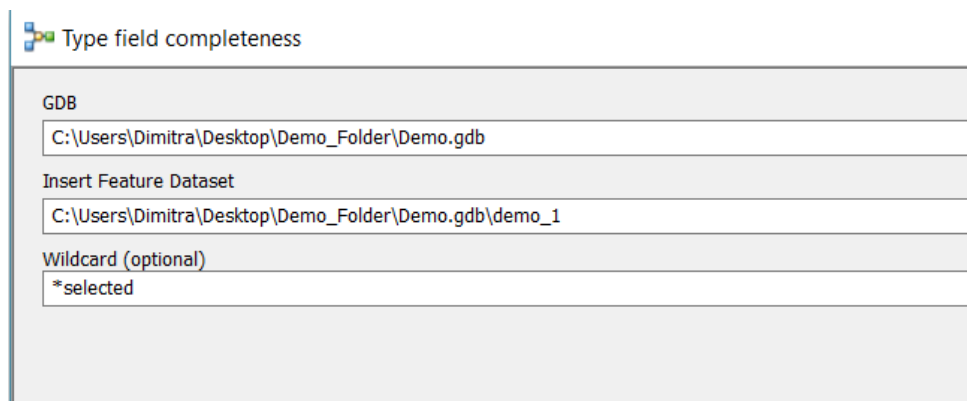 Type field completeness
GDB
C:\Users\Dimitra\Desktop\Demo_Folder\Demo.gdb
Insert Feature Dataset
C:\Users\Dimitra\Desktop\Demo_Folder\Demo.gdb\demo_1
Wildcard (optional)
*selected